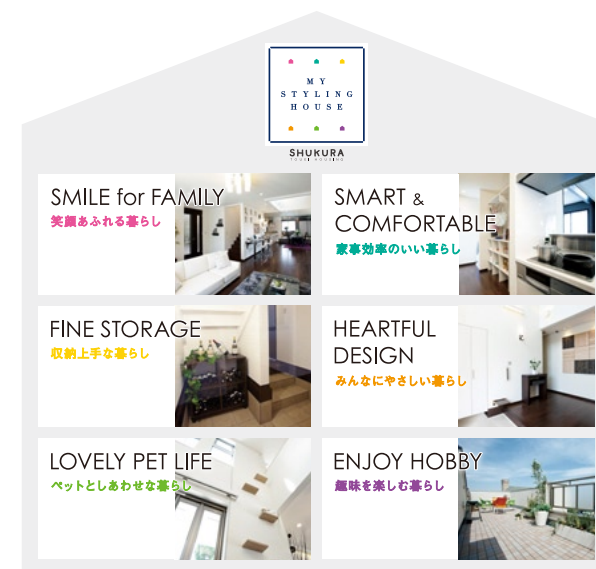 MY
STYLING
HOUSE
SHUKURA
TOSEI HOUSING
SMILE for FAMILY
笑顔あふれる暮らし
SMART &
COMFORTABLE
家事効率のいい暮らし
FINE STORAGE
収納上手な暮らし
HEARTFUL
DESIGN
みんなにやさしい暮らし
LOVELY PET LIFE
ペットとしあわせな暮らし
ENJOY HOBBY
趣味を楽しむ暮らし